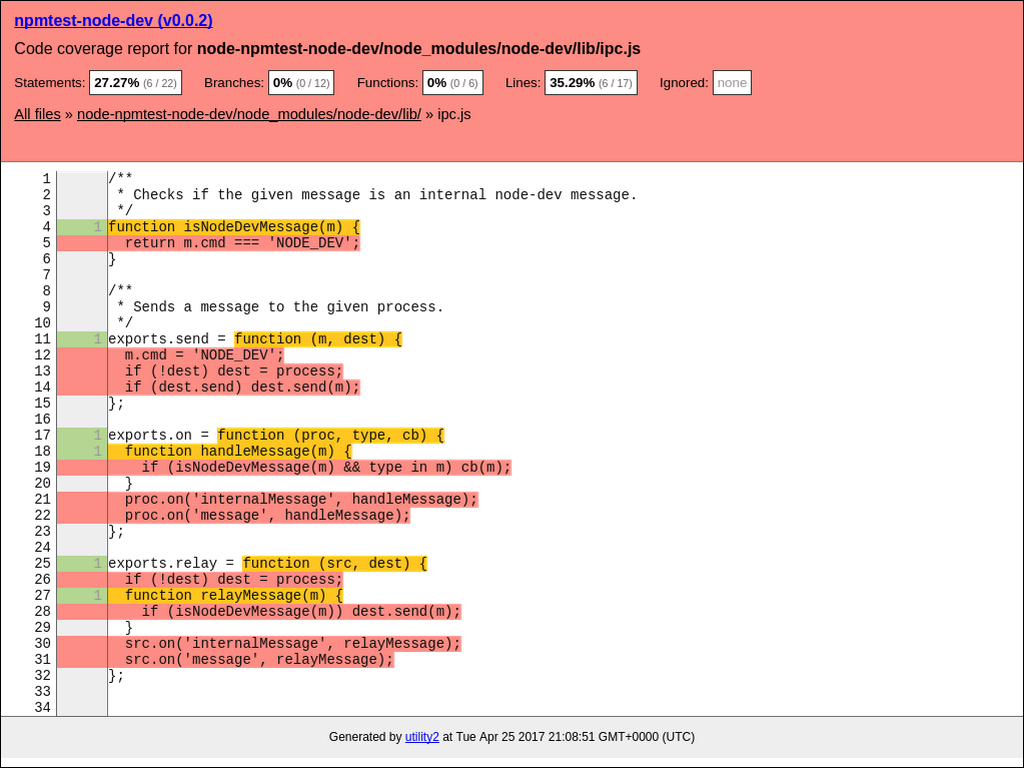 npmtest-node-dev (v0.0.2)
Code coverage report for node-npmtest-node-dev/node_modules/node-dev/lib/ipc.js
Statements: 27.27% (6 / 22) Branches: 0% (0 / 12) Functions: 0% (0 / 6) Lines: 35.29% (6 / 17) Ignored: none
All files » node-npmtest-node-dev/node_modules/node-dev/lib/ » ipc.js
1 /**
2  * Checks if the given message is an internal node-dev message.
3  */
4 1 function isNodeDevMessage(m) {
5   return m.cmd === 'NODE_DEV';
6 }
7
8 /**
9  * Sends a message to the given process.
10  */
11 1 exports.send = function (m, dest) {
12   m.cmd = 'NODE_DEV';
13   if (!dest) dest = process;
14   if (dest.send) dest.send(m);
15 };
16
17 1 exports.on = function (proc, type, cb) {
18 1   function handleMessage(m) {
19     if (isNodeDevMessage(m) && type in m) cb(m);
20   }
21   proc.on('internalMessage', handleMessage);
22   proc.on('message', handleMessage);
23 };
24
25 1 exports.relay = function (src, dest) {
26   if (!dest) dest = process;
27 1   function relayMessage(m) {
28     if (isNodeDevMessage(m)) dest.send(m);
29   }
30   src.on('internalMessage', relayMessage);
31   src.on('message', relayMessage);
32 };
33
34
Generated by utility2 at Tue Apr 25 2017 21:08:51 GMT+0000 (UTC)